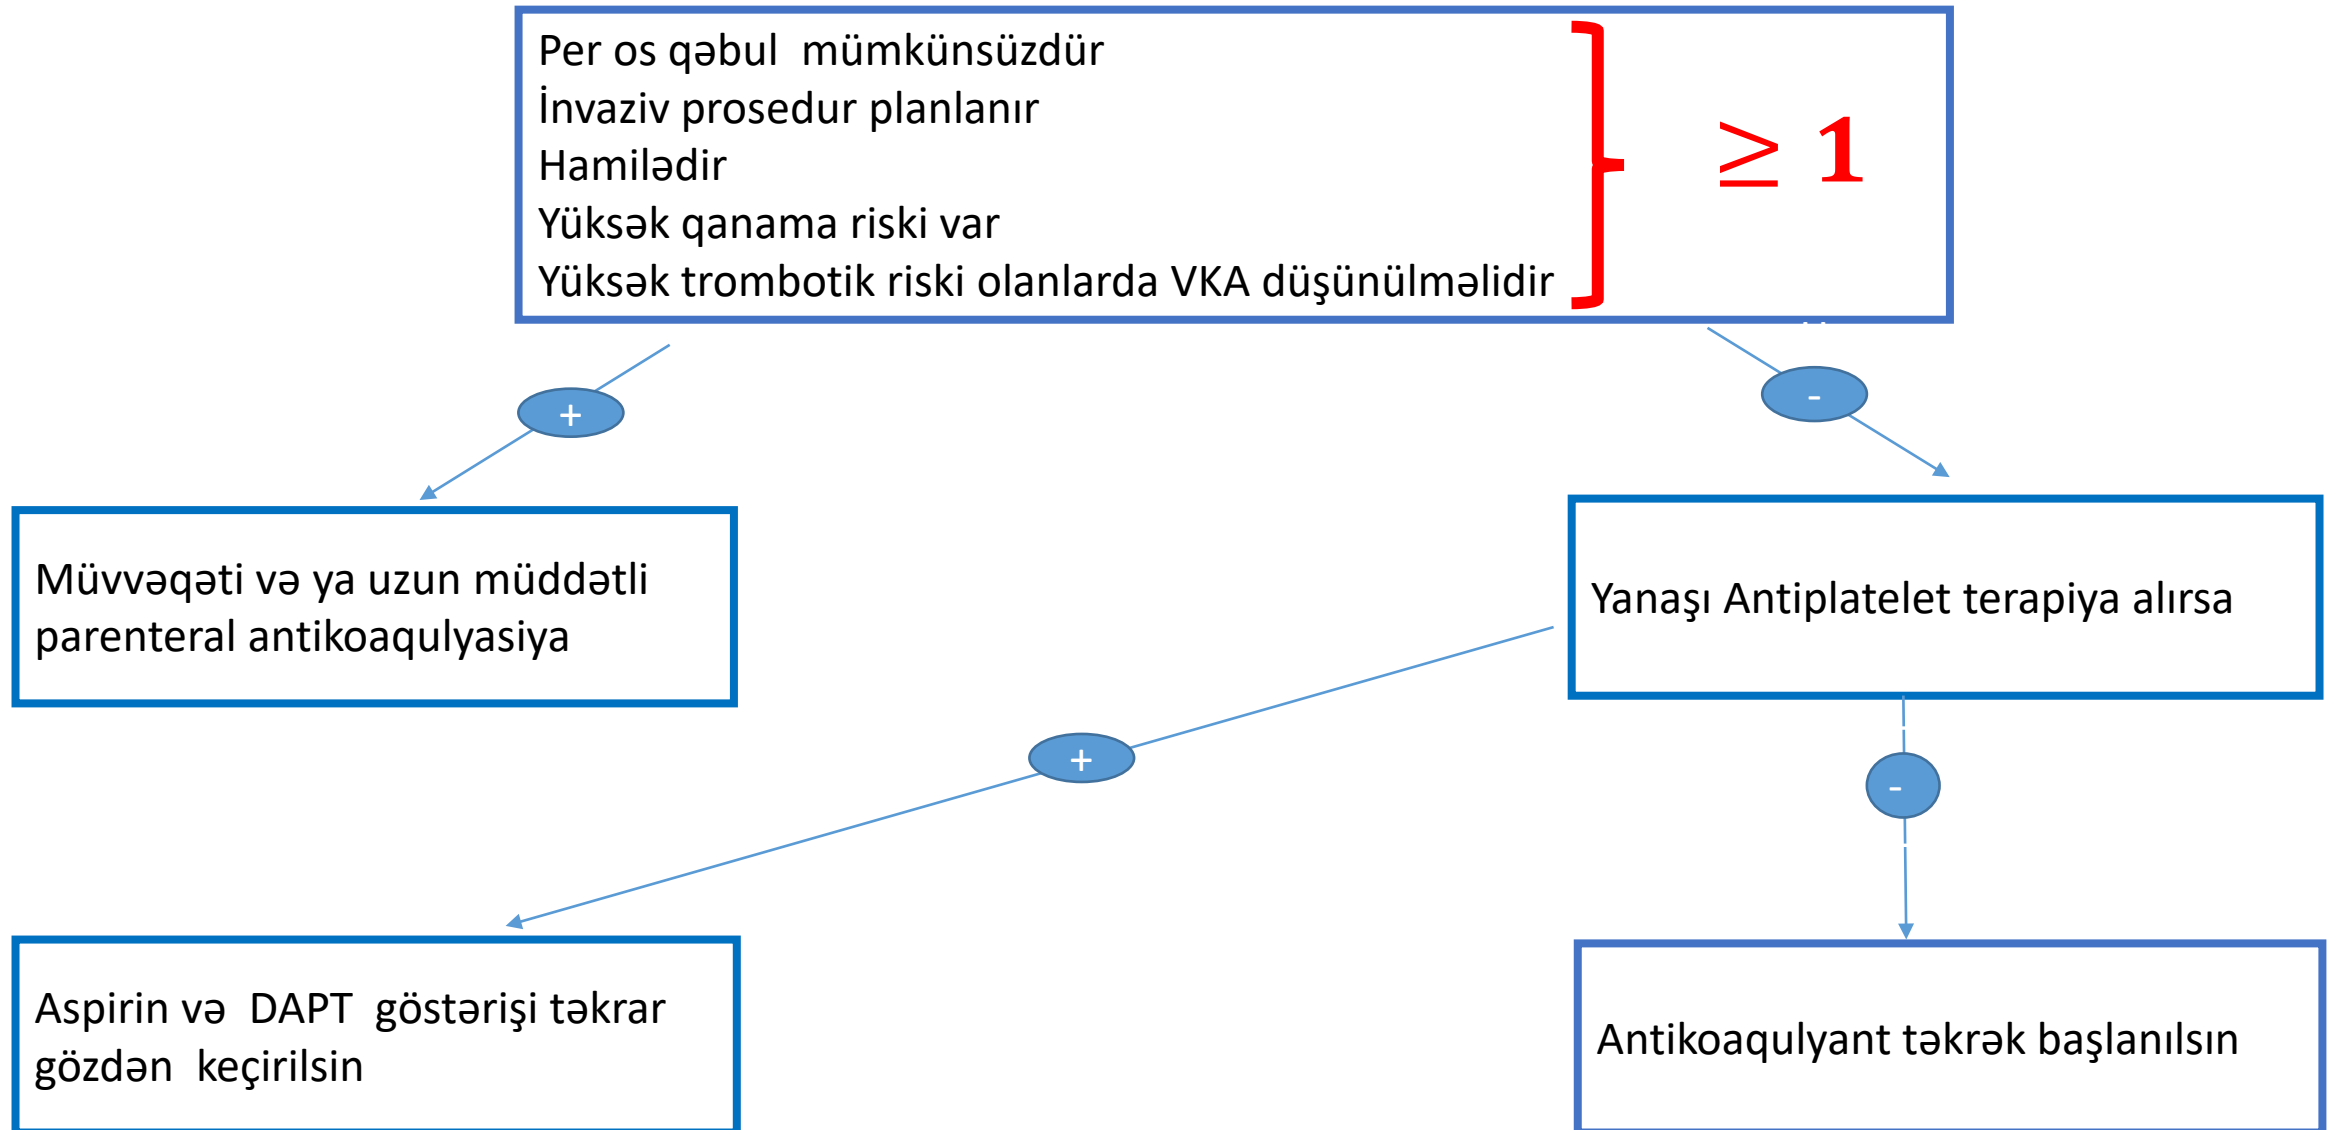 Per os qəbul  mümkünsüzdür
İnvaziv prosedur planlanır
Hamilədir
Yüksək qanama riski var
Yüksək trombotik riski olanlarda VKA düşünülməlidir
≥ 1
+
-
Müvvəqəti və ya uzun müddətli
parenteral antikoaqulyasiya
Yanaşı Antiplatelet terapiya alırsa
+
-
Aspirin və  DAPT  göstərişi təkrar
gözdən  keçirilsin
Antikoaqulyant təkrək başlanılsın